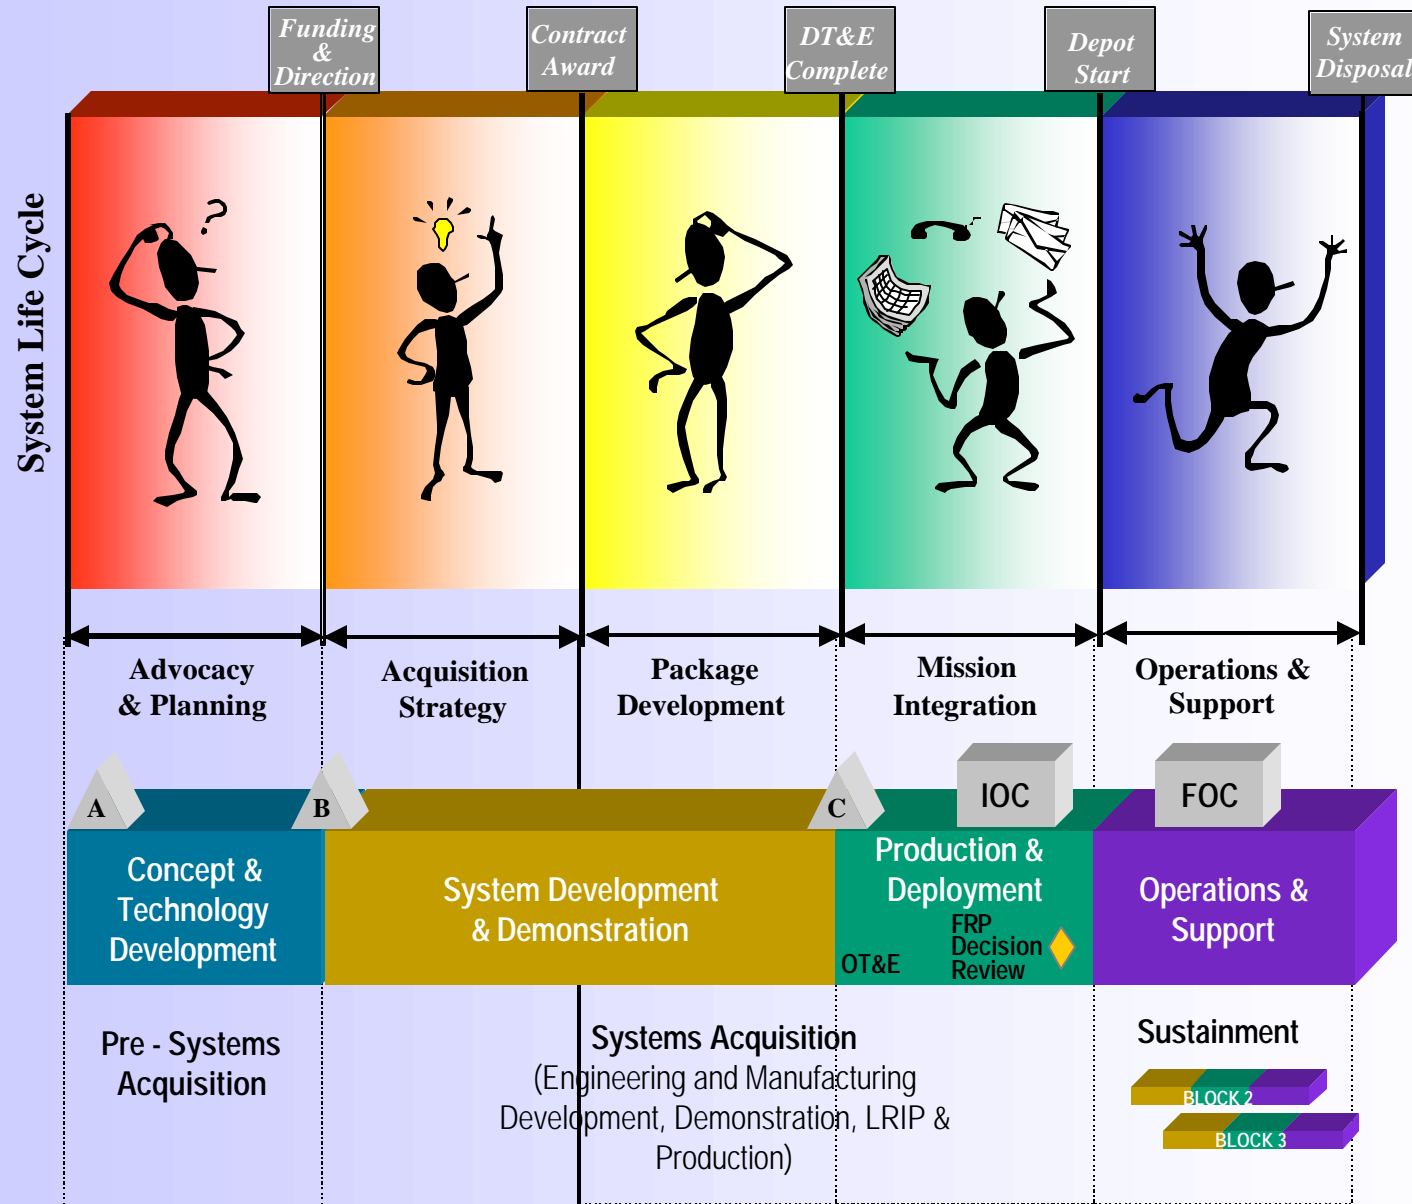 Funding
&
Direction
Contract
Award
DT&E
Complete
Depot
Start
System
Disposal
System Life Cycle
?
Advocacy
& Planning
Acquisition
Strategy
Package
Development
Mission
Integration
Operations &
Support
A
B
C
IOC
FOC
Concept &
Technology
Development
System Development
& Demonstration
Production &
Deployment
OT&E
FRP
Decision
Review
Operations &
Support
Pre - Systems
Acquisition
Systems Acquisition
(Engineering and Manufacturing
Development, Demonstration, LRIP &
Production)
Sustainment
BLOCK 2
BLOCK 3